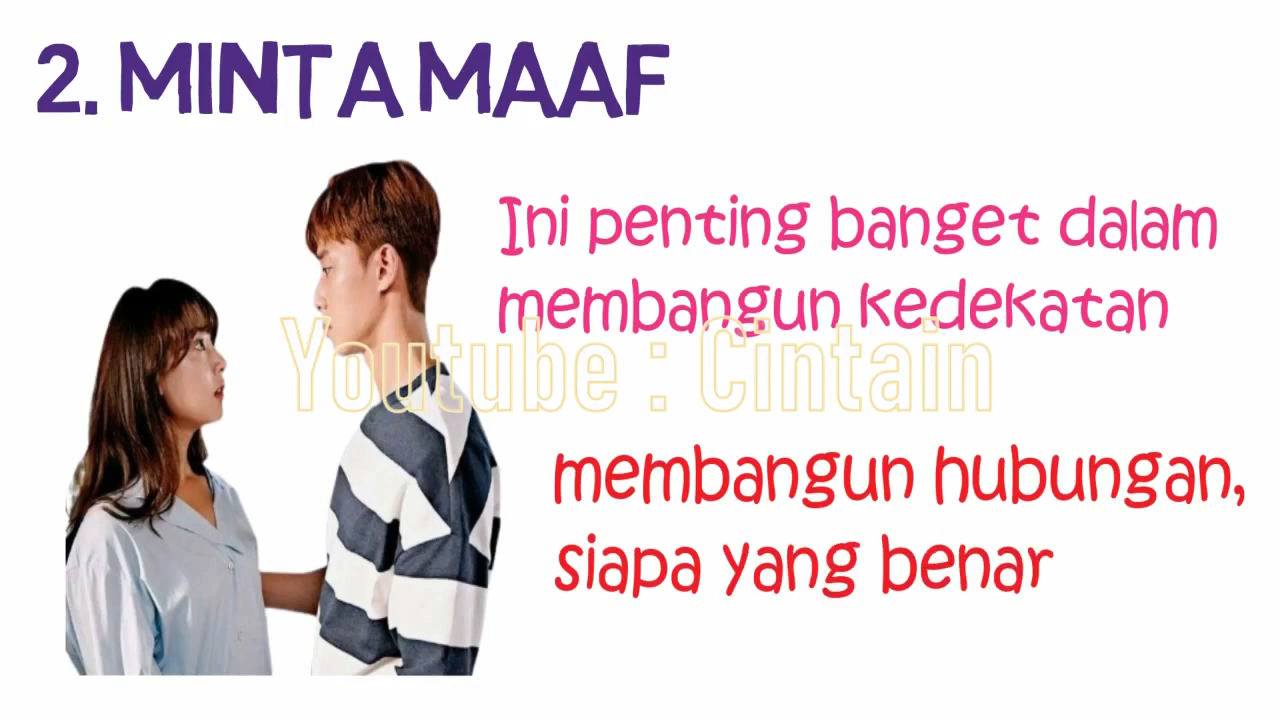 2. MINTA MAAF
Ini penting banget dalam
membangun kedekatan
Youtube : Cintain
membangun hubungan,
siapa yang benar